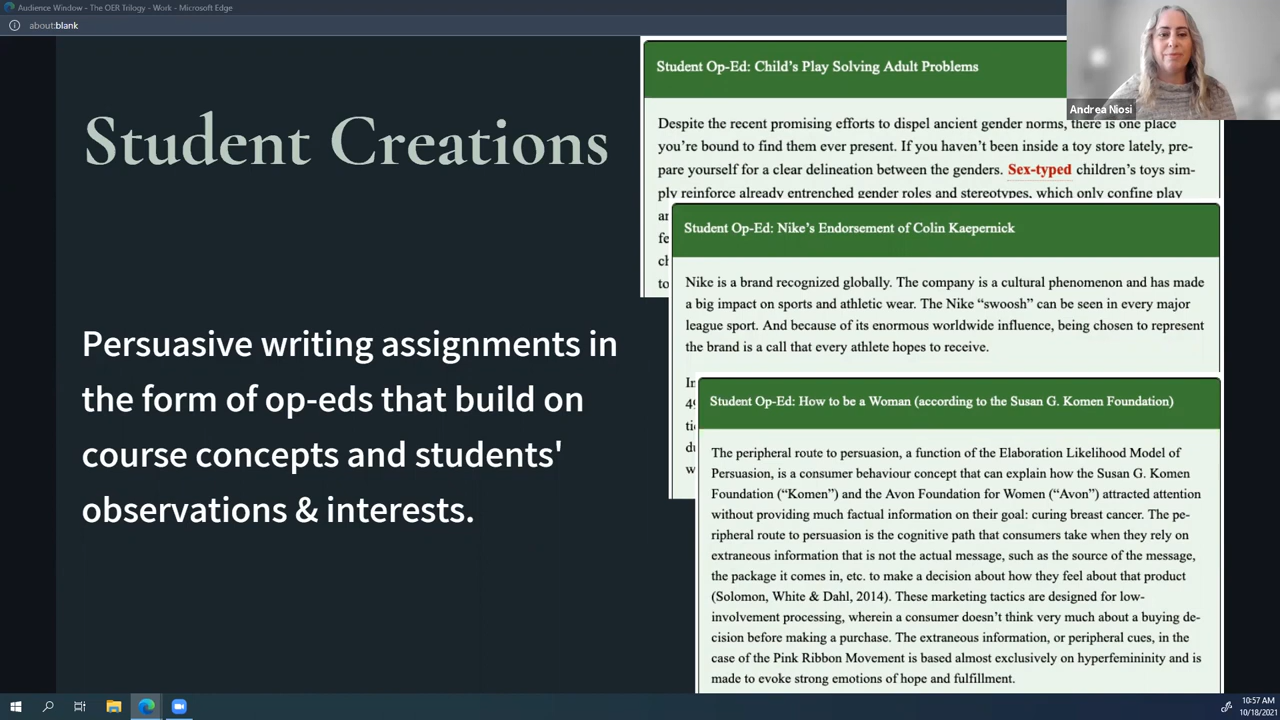 Audience Window - The OER Trilogy - Work - Microsoft Edge
about:blank
Student Creations
Persuasive writing assignments in
the form of op-eds that build on
course concepts and students'
observations & interests.
Student Op-Ed: Child’s Play Solving Adult Problems
Despite the recent promising efforts to dispel ancient gender norms, there is one place
you’re bound to find them ever present. If you haven’t been inside a toy store lately, pre-
pare yourself for a clear delineation between the genders. Sex-typed children’s toys sim-
ply reinforce already entrenched gender roles and stereotypes, which only confine play
Student Op-Ed: Nike’s Endorsement of Colin Kaepernick
Nike is a brand recognized globally. The company is a cultural phenomenon and has made
a big impact on sports and athletic wear. The Nike “swoosh” can be seen in every major
league sport. And because of its enormous worldwide influence, being chosen to represent
the brand is a call that every athlete hopes to receive.
Student Op-Ed: How to be a Woman (according to the Susan G. Komen Foundation)
The peripheral route to persuasion, a function of the Elaboration Likelihood Model of
Persuasion, is a consumer behaviour concept that can explain how the Susan G. Komen
Foundation (“Komen”) and the Avon Foundation for Women (“Avon”) attracted attention
without providing much factual information on their goal: curing breast cancer. The pe-
ripheral route to persuasion is the cognitive path that consumers take when they rely on
extraneous information that is not the actual message, such as the source of the message,
the package it comes in, etc. to make a decision about how they feel about that product
(Solomon, White & Dahl, 2014). These marketing tactics are designed for low-
involvement processing, wherein a consumer doesn’t think very much about a buying de-
cision before making a purchase. The extraneous information, or peripheral cues, in the
case of the Pink Ribbon Movement is based almost exclusively on hyperfemininity and is
made to evoke strong emotions of hope and fulfillment.
Andrea Niosi
10:57 AM
10/18/2021